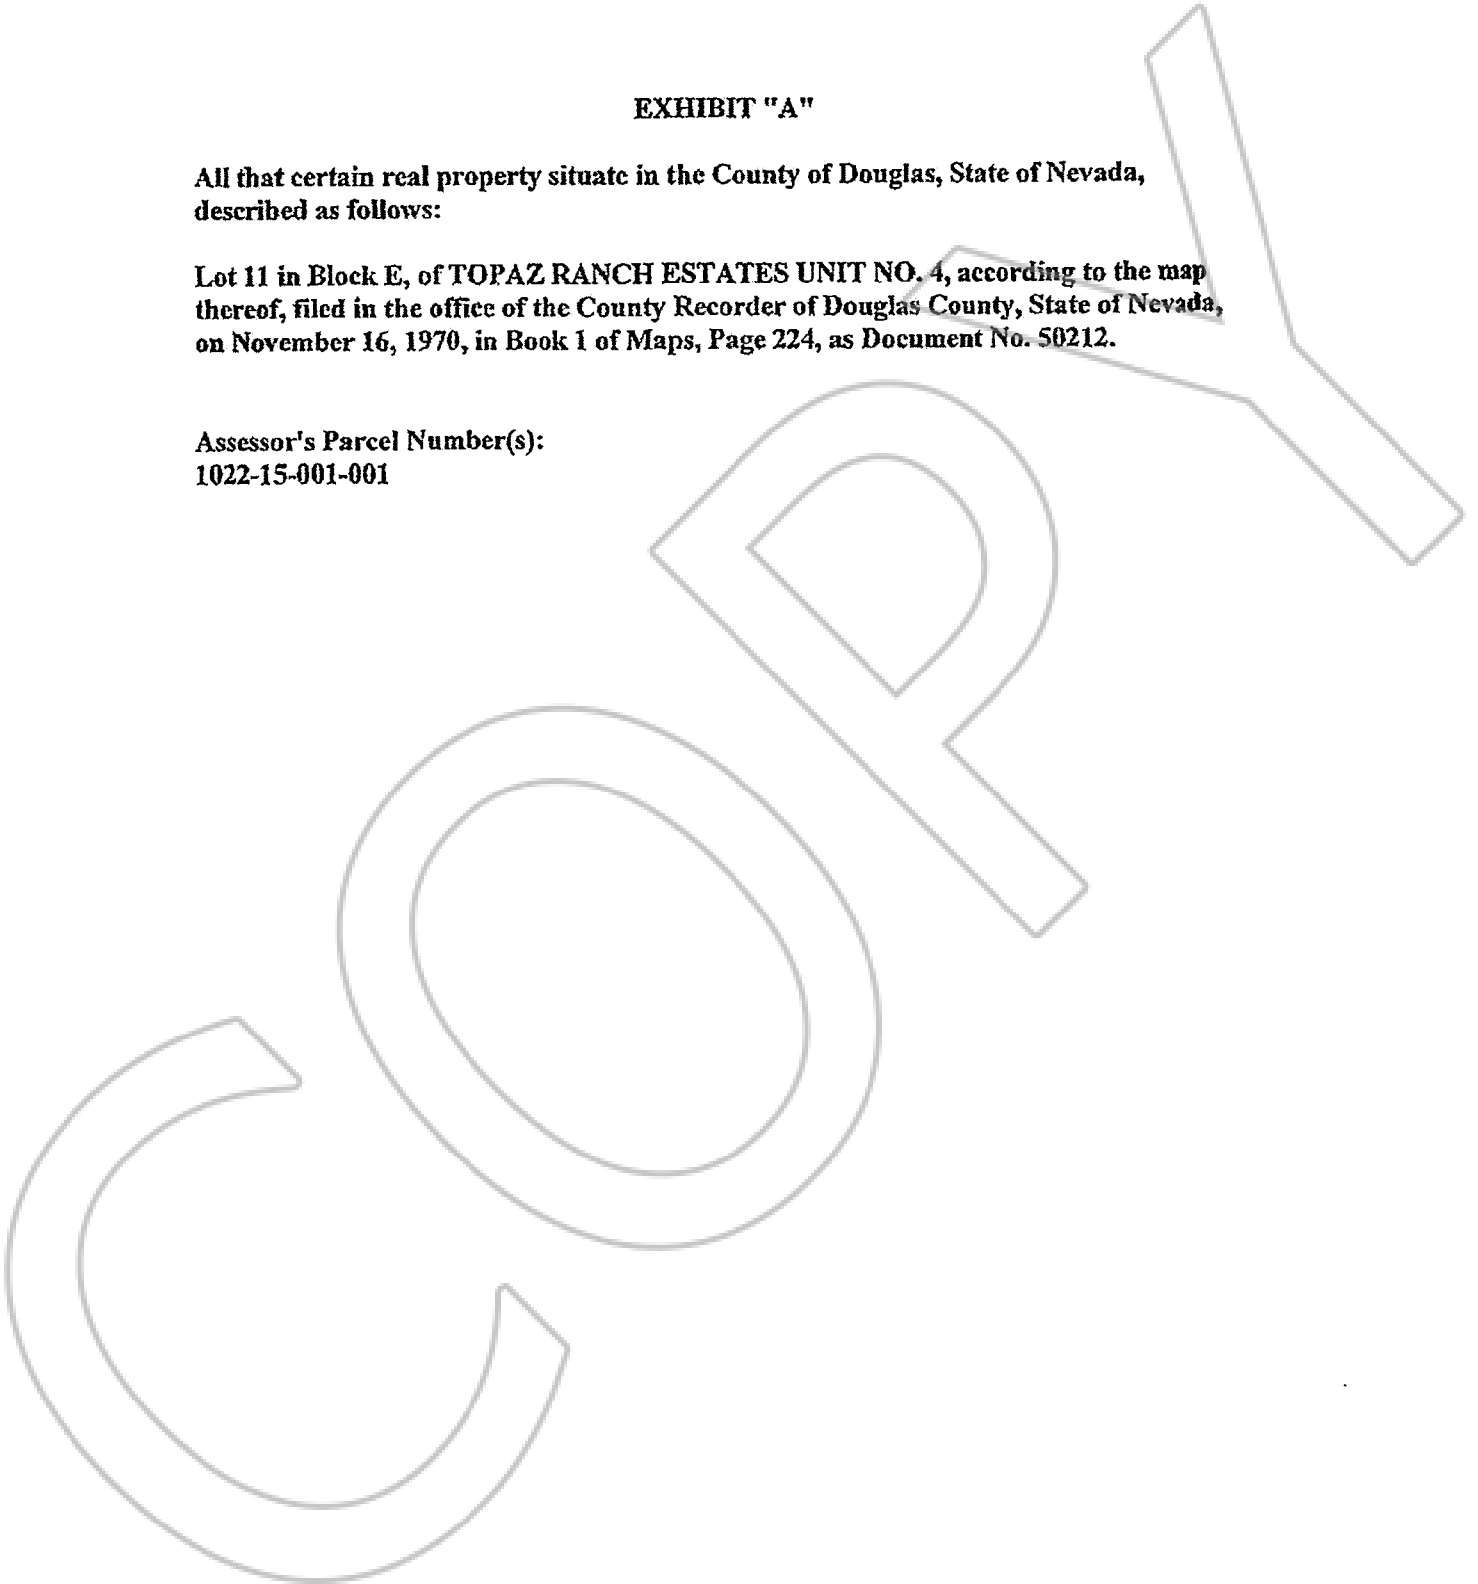 EXHIBIT "A"
All that certain real property situate in the County of Douglas, State of Nevada,
described as follows:
Lot 11 in Block E, of TOPAZ RANCH ESTATES UNIT NO. 4, according to the map
thereof, filed in the office of the County Recorder of Douglas County, State of Nevada,
on November 16, 1970, in Book 1 of Maps, Page 224, as Document No. 50212.
Assessor's Parcel Number(s):
1022-15-001-001
COPY